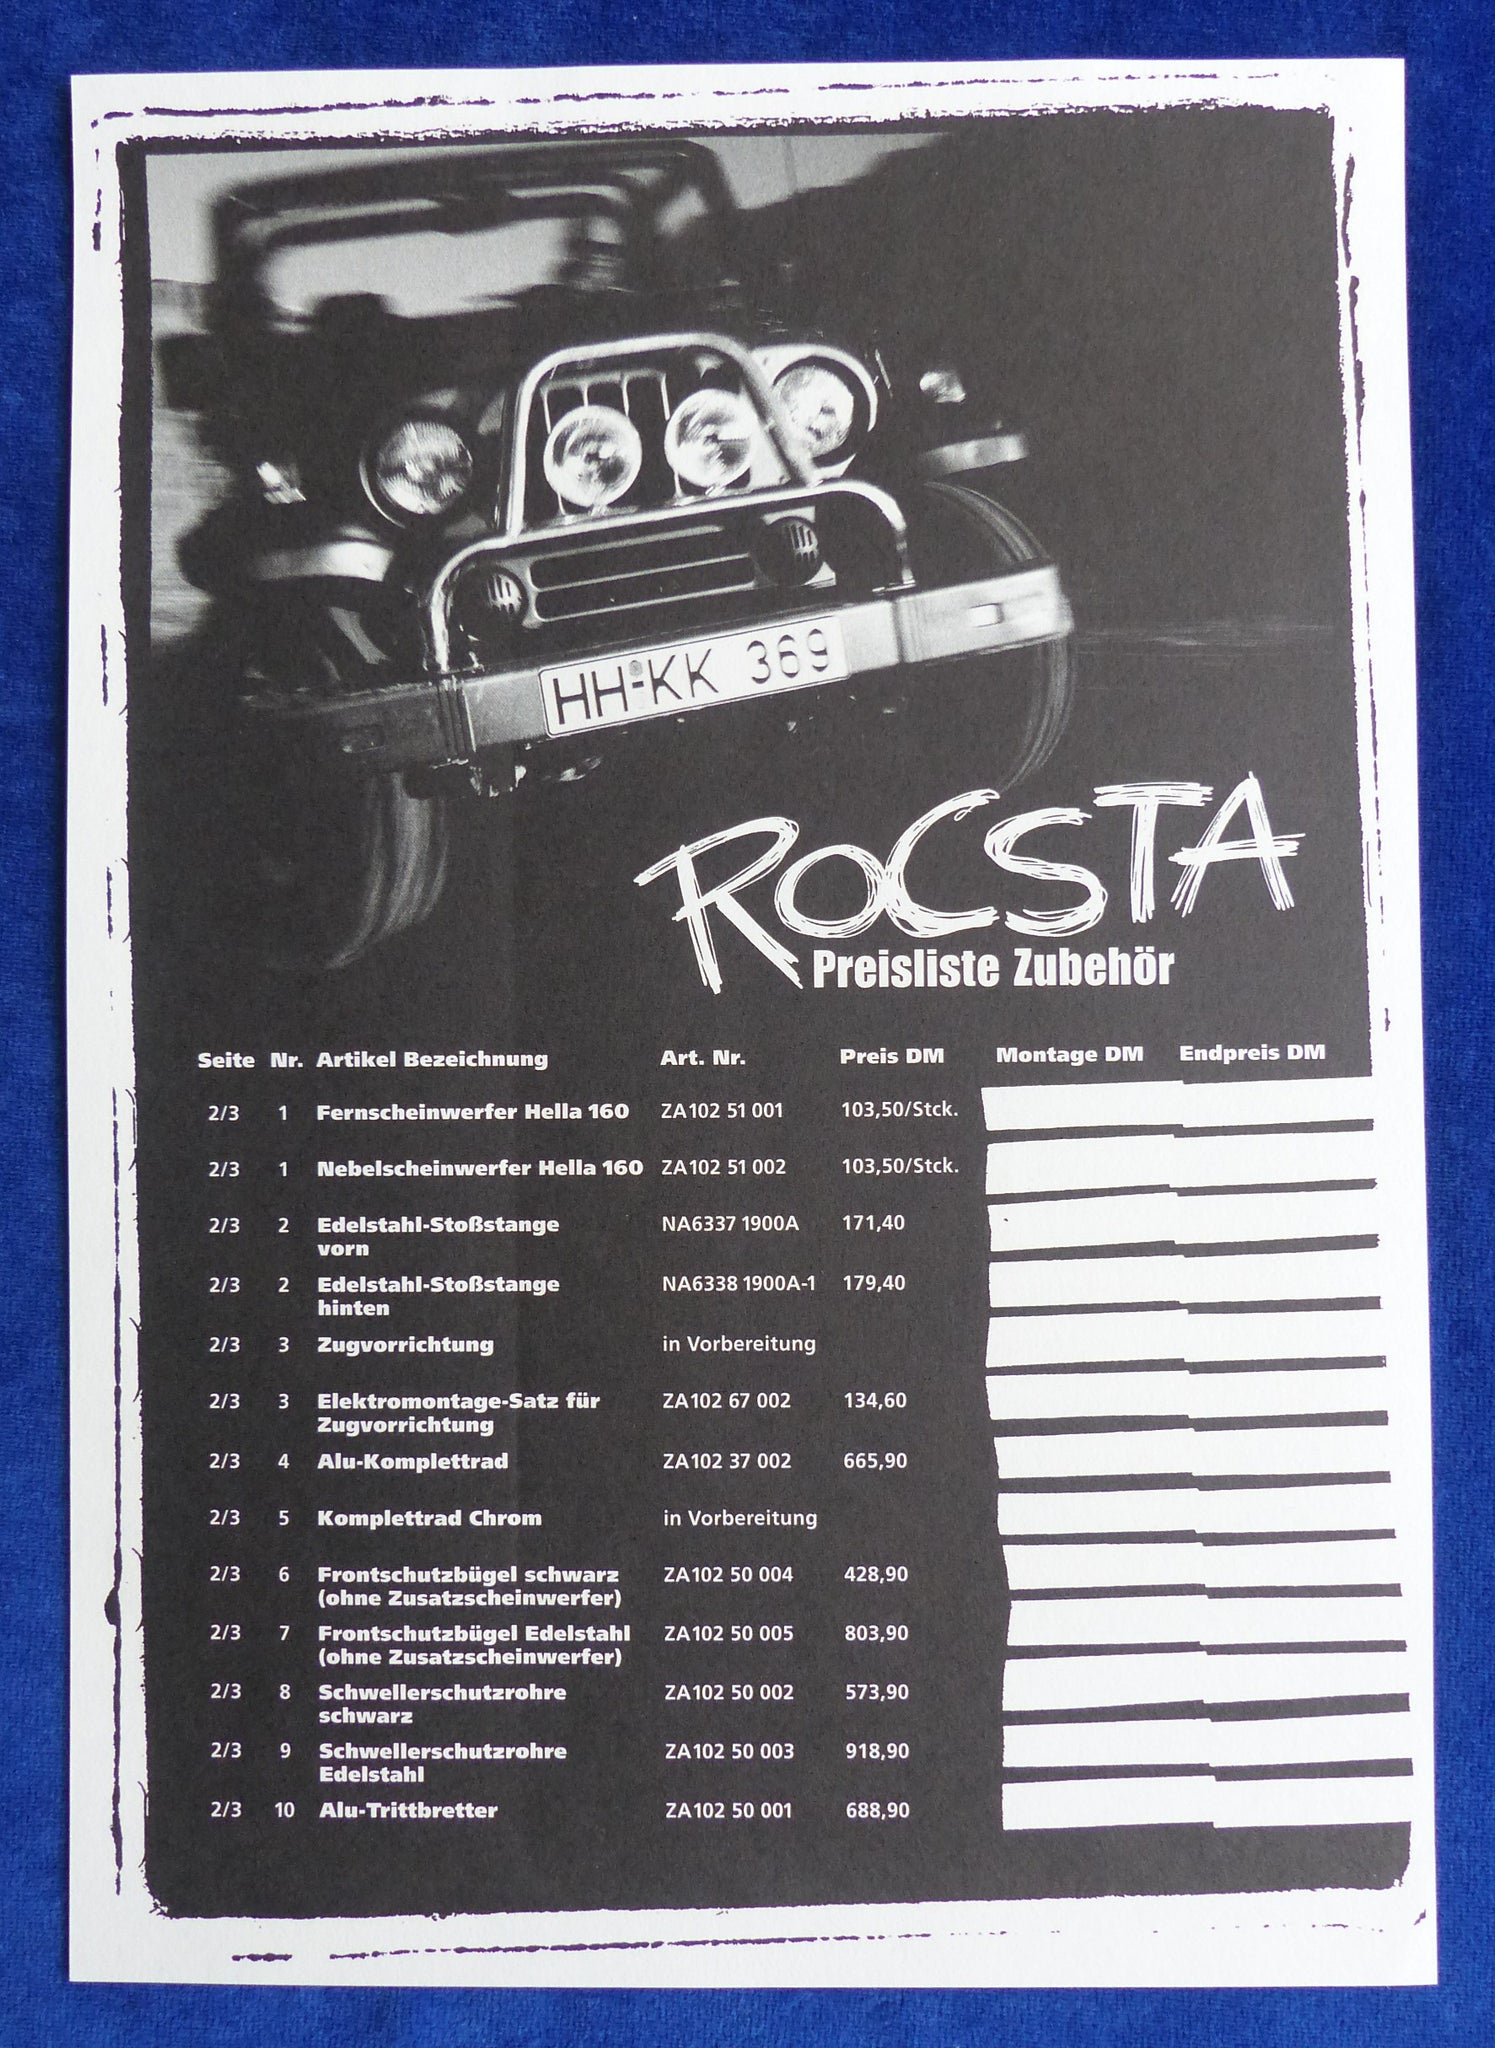 HH-KK 369
ROCSTA
Preisliste Zubehör
Seite Nr. Artikel Bezeichnung Art. Nr. Preis DM Montage DM Endpreis DM
2/3 1 Fernscheinwerfer Hella 160 ZA102 51 001 103,50/Stck.
2/3 1 Nebelscheinwerfer Hella 160 ZA102 51 002 103,50/Stck.
2/3 2 Edelstahl-Stoßstange NA6337 1900A 171,40
vorn
2/3 2 Edelstahl-Stoßstange NA6338 1900A-1 179,40
hinten
2/3 3 Zugvorrichtung in Vorbereitung
2/3 3 Elektromontage-Satz für ZA102 67 002 134,60
Zugvorrichtung
2/3 4 Alu-Komplettrad ZA102 37 002 665,90
2/3 5 Komplettrad Chrom in Vorbereitung
2/3 6 Frontschutzbügel schwarz ZA102 50 004 428,90
(ohne Zusatzscheinwerfer)
2/3 7 Frontschutzbügel Edelstahl ZA102 50 005 803,90
(ohne Zusatzscheinwerfer)
2/3 8 Schwellerschutzrohre ZA102 50 002 573,90
schwarz
2/3 9 Schwellerschutzrohre ZA102 50 003 918,90
Edelstahl
2/3 10 Alu-Trittbretter ZA102 50 001 688,90